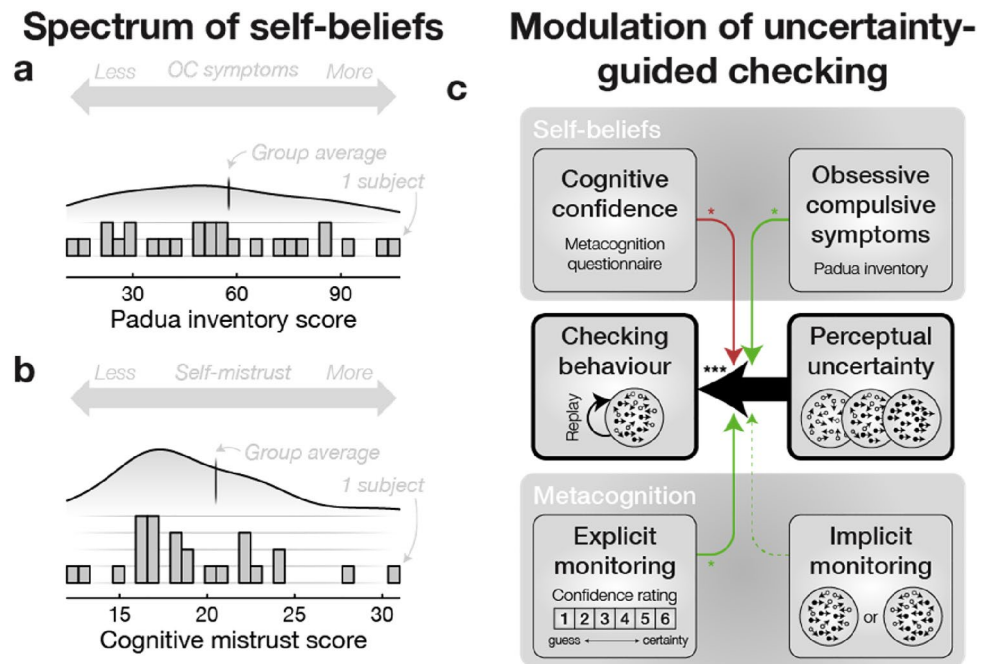 Spectrum of self-beliefs
a
Less OC symptoms More
Group average
1 subject
30 60 90
Padua inventory score
b
Less Self-mistrust More
Group average
1 subject
15 20 25 30
Cognitive mistrust score
Modulation of uncertainty-
guided checking
c
Self-beliefs
Cognitive
confidence
Metacognition
questionnaire
Obsessive
compulsive
symptoms
Padua inventory
* *
Checking
behaviour
Replay
***
Perceptual
uncertainty
Metacognition
Explicit
monitoring
Confidence rating
1 2 3 4 5 6
guess certainty
*
Implicit
monitoring
or